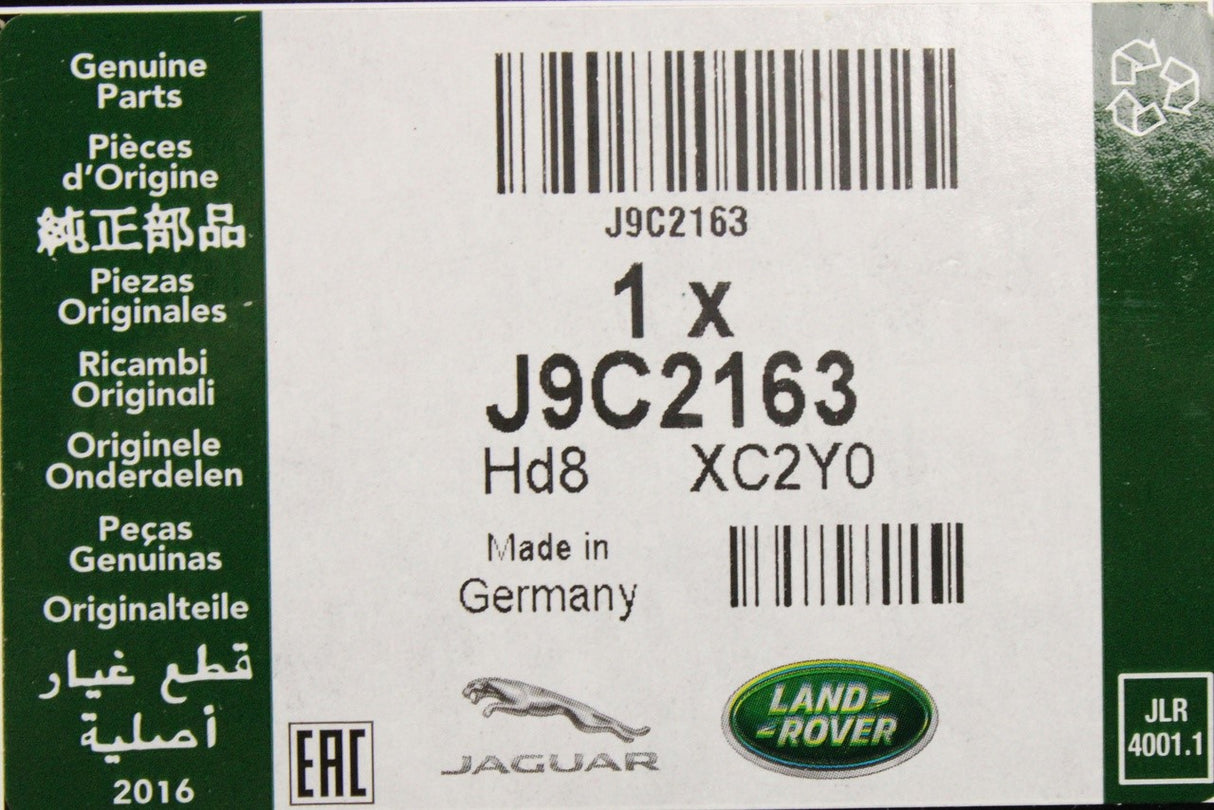 Genuine
Parts
Pièces
d'Origine
純正部品
Piezas
Originales
Ricambi
Originali
Originele
Onderdelen
Peças
Genuinas
Originalteile
قطع غيار
أصلية
2016
J9C2163
1 x
J9C2163
Hd8 XC2Y0
Made in
Germany
EAC
JAGUAR
LAND-
-ROVER
JLR
4001.1